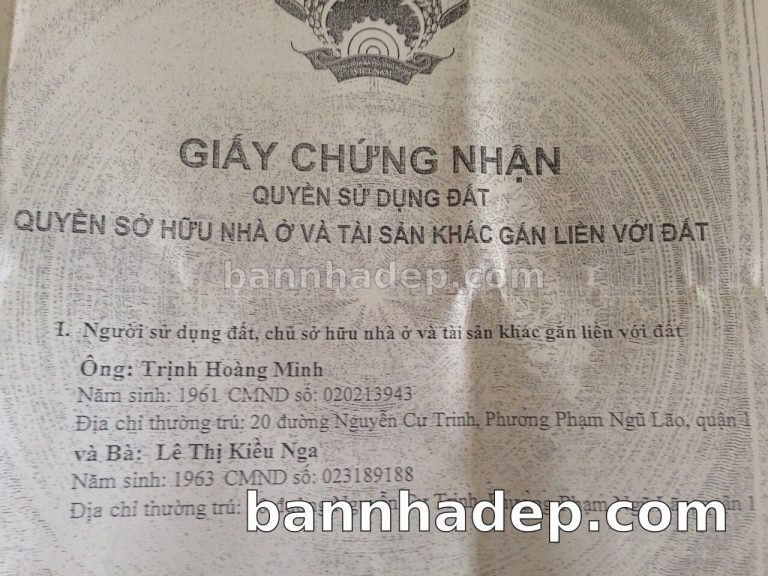 VIỆT NAM
GIẤY CHỨNG NHẬN
QUYỀN SỬ DỤNG ĐẤT
QUYỀN SỞ HỮU NHÀ Ở VÀ TÀI SẢN KHÁC GẮN LIỀN VỚI ĐẤT
bannhadep.com
I. Người sử dụng đất, chủ sở hữu nhà ở và tài sản khác gắn liền với đất
Ông: Trịnh Hoàng Minh
Năm sinh: 1961 CMND số: 020213943
Địa chỉ thường trú: 20 đường Nguyễn Cư Trinh, Phường Phạm Ngũ Lão, quận 1
và Bà: Lê Thị Kiều Nga
Năm sinh: 1963 CMND số: 023189188
Địa chỉ thường trú:
bannhadep.com